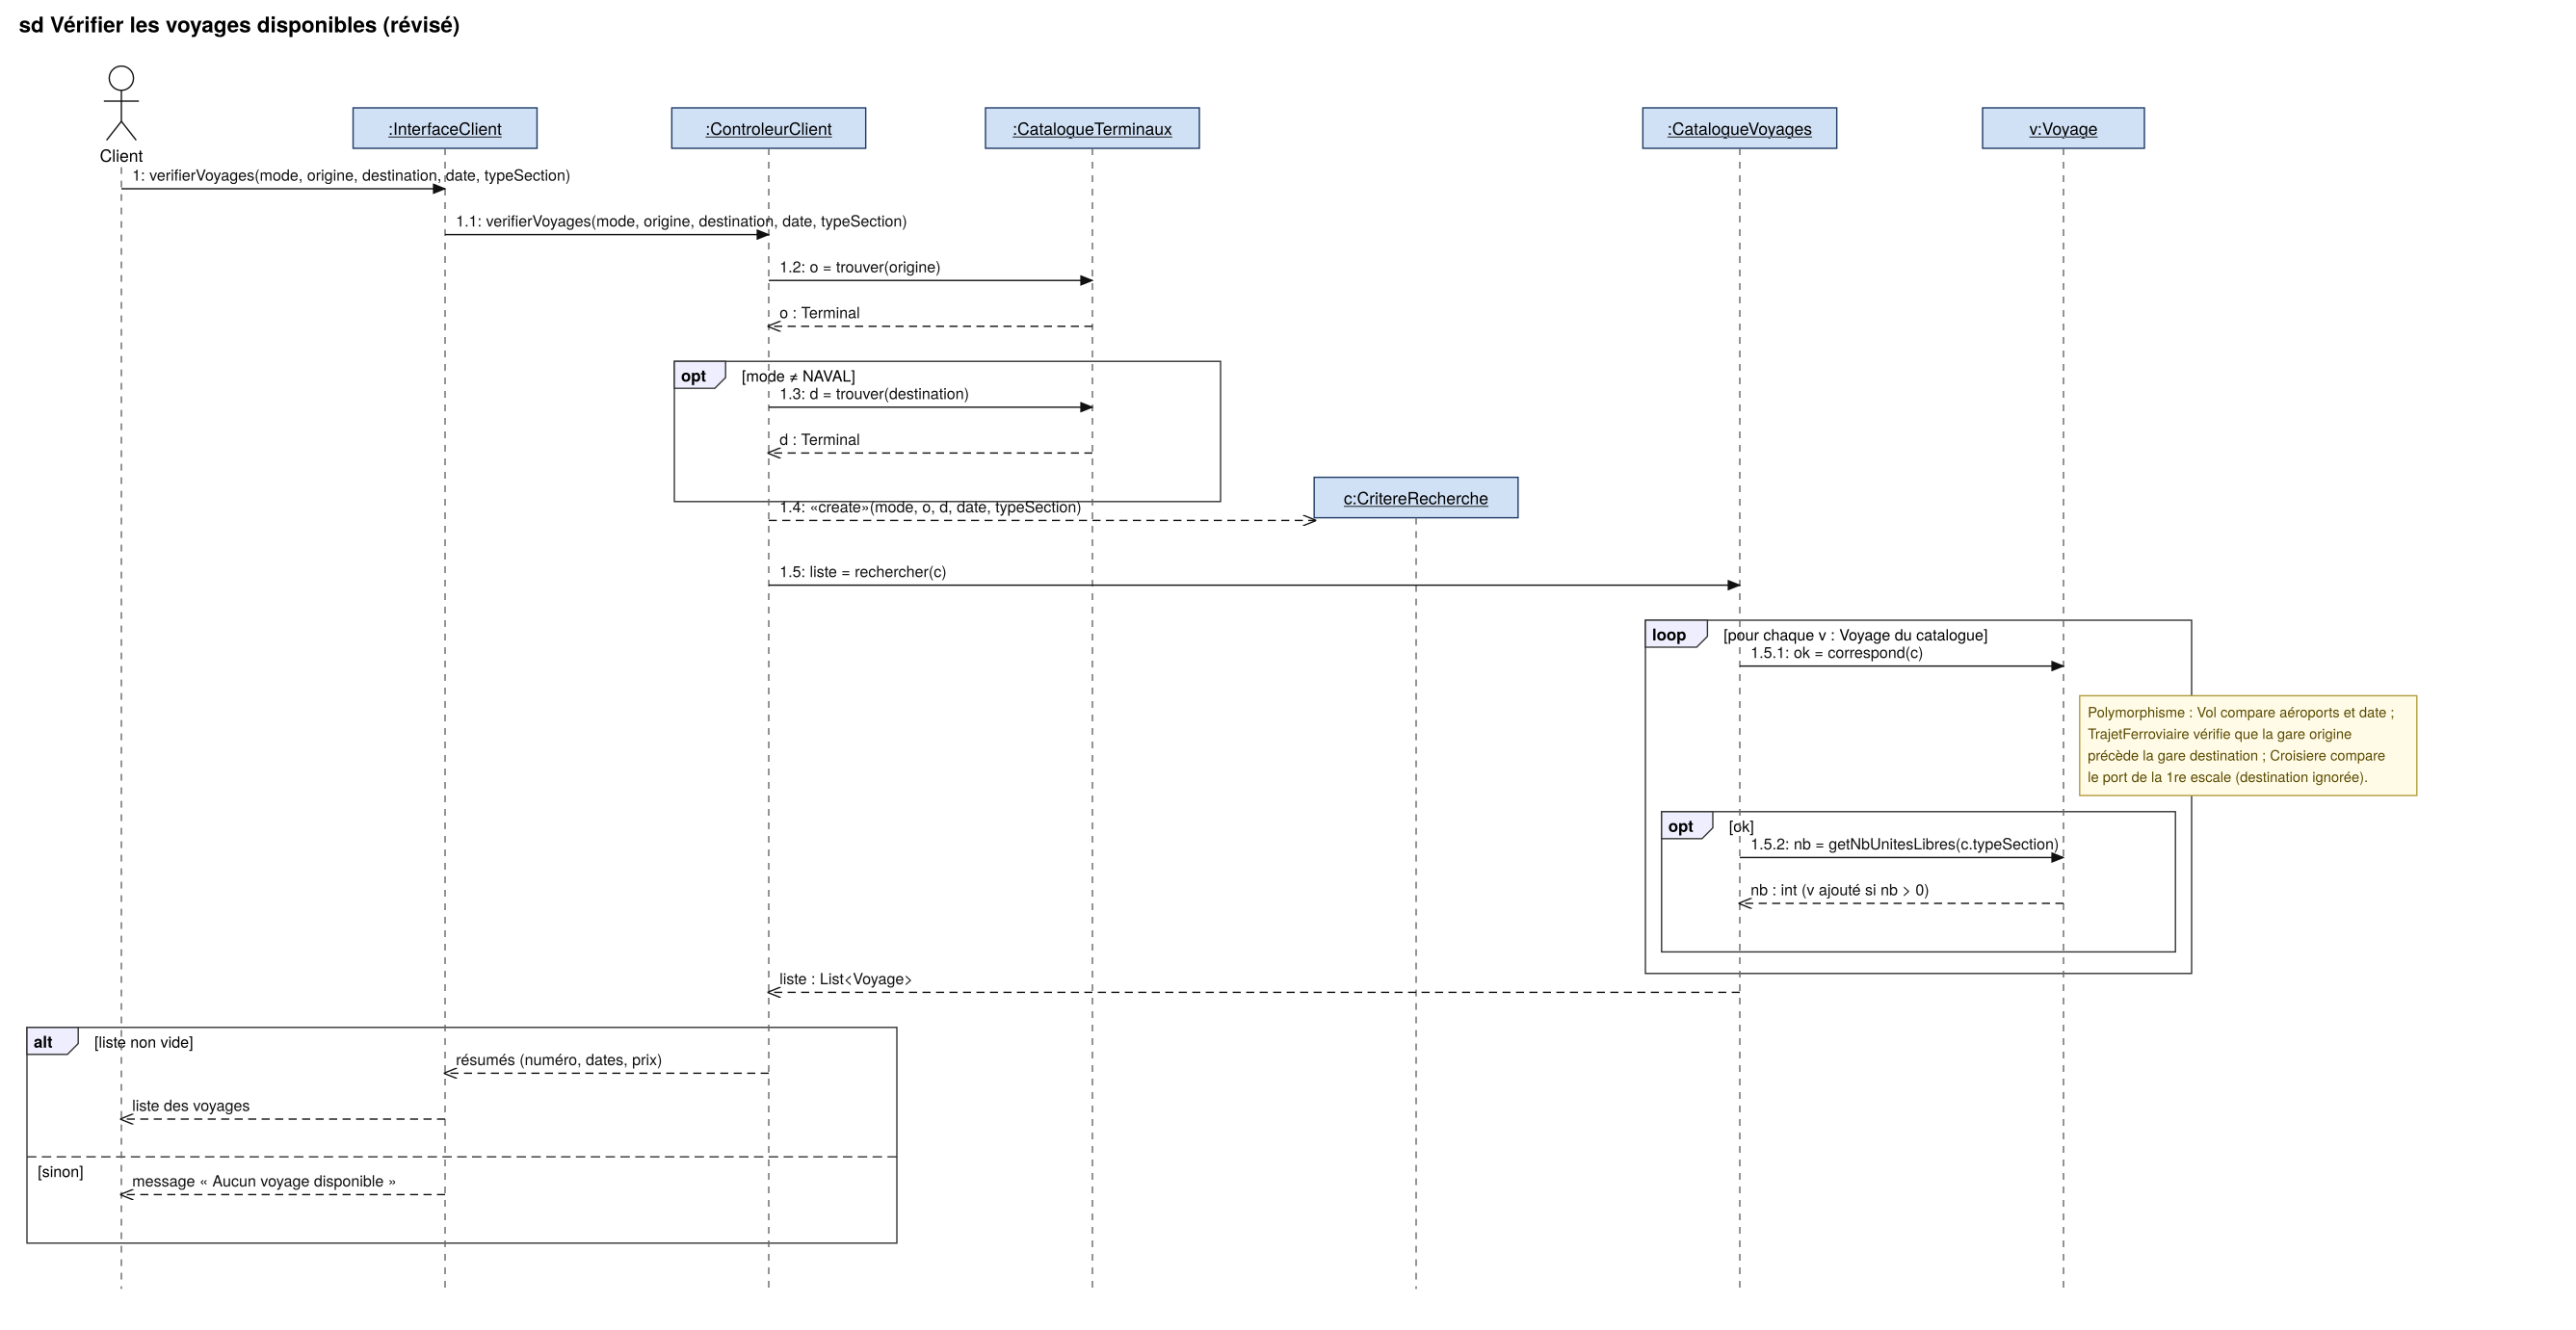 sd Vérifier les voyages disponibles (révisé)
Client
:InterfaceClient
:ControleurClient
:CatalogueTerminaux
:CatalogueVoyages
v:Voyage
1: verifierVoyages(mode, origine, destination, date, typeSection)
1.1: verifierVoyages(mode, origine, destination, date, typeSection)
1.2: o = trouver(origine)
o : Terminal
opt
[mode ≠ NAVAL]
1.3: d = trouver(destination)
d : Terminal
c:CritereRecherche
1.4: «create»(mode, o, d, date, typeSection)
1.5: liste = rechercher(c)
loop
[pour chaque v : Voyage du catalogue]
1.5.1: ok = correspond(c)
Polymorphisme : Vol compare aéroports et date ;
TrajetFerroviaire vérifie que la gare origine
précède la gare destination ; Croisiere compare
le port de la 1re escale (destination ignorée).
opt
[ok]
1.5.2: nb = getNbUnitesLibres(c.typeSection)
nb : int (v ajouté si nb > 0)
liste : List<Voyage>
alt
[liste non vide]
résumés (numéro, dates, prix)
liste des voyages
[sinon]
message « Aucun voyage disponible »